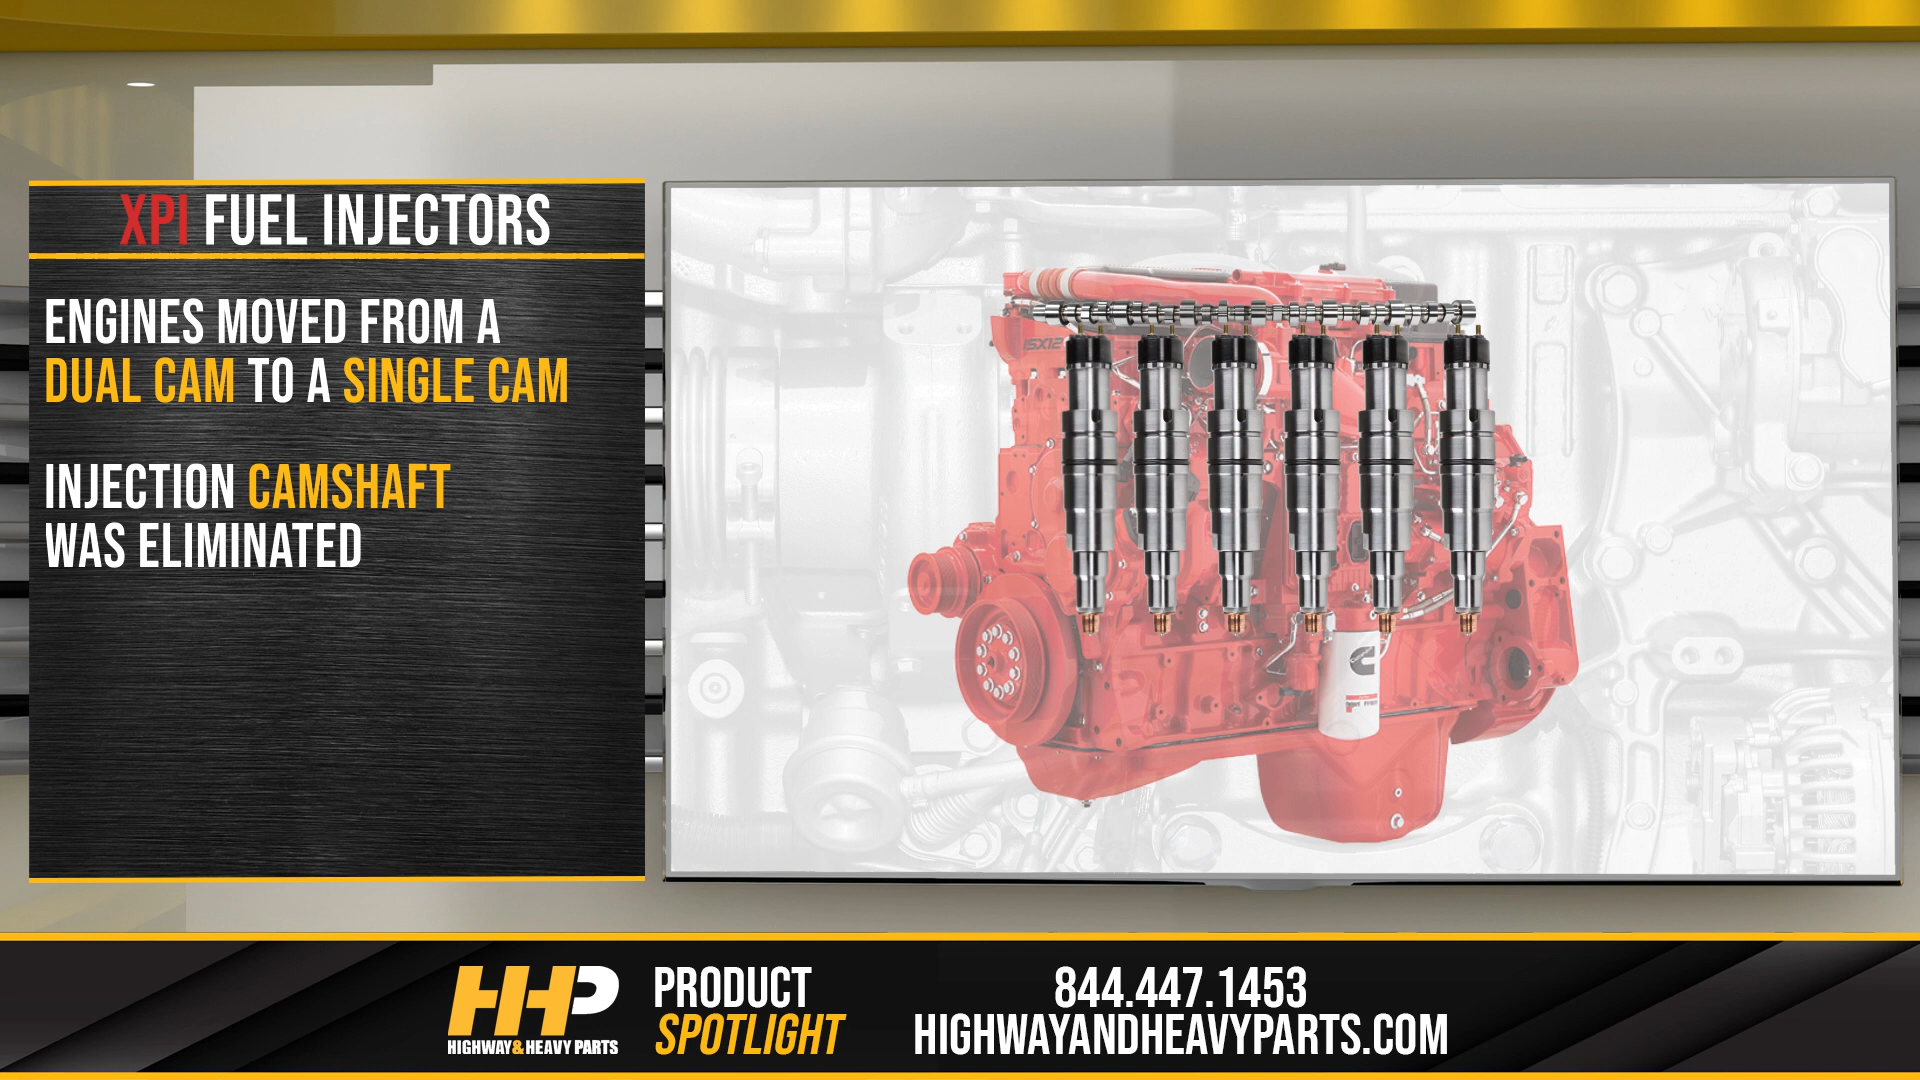 XPI FUEL INJECTORS
ENGINES MOVED FROM A
DUAL CAM TO A SINGLE CAM
INJECTION CAMSHAFT
WAS ELIMINATED
ISX12
HHP
HIGHWAY&HEAVY PARTS
PRODUCT
SPOTLIGHT
844.447.1453
HIGHWAYANDHEAVYPARTS.COM